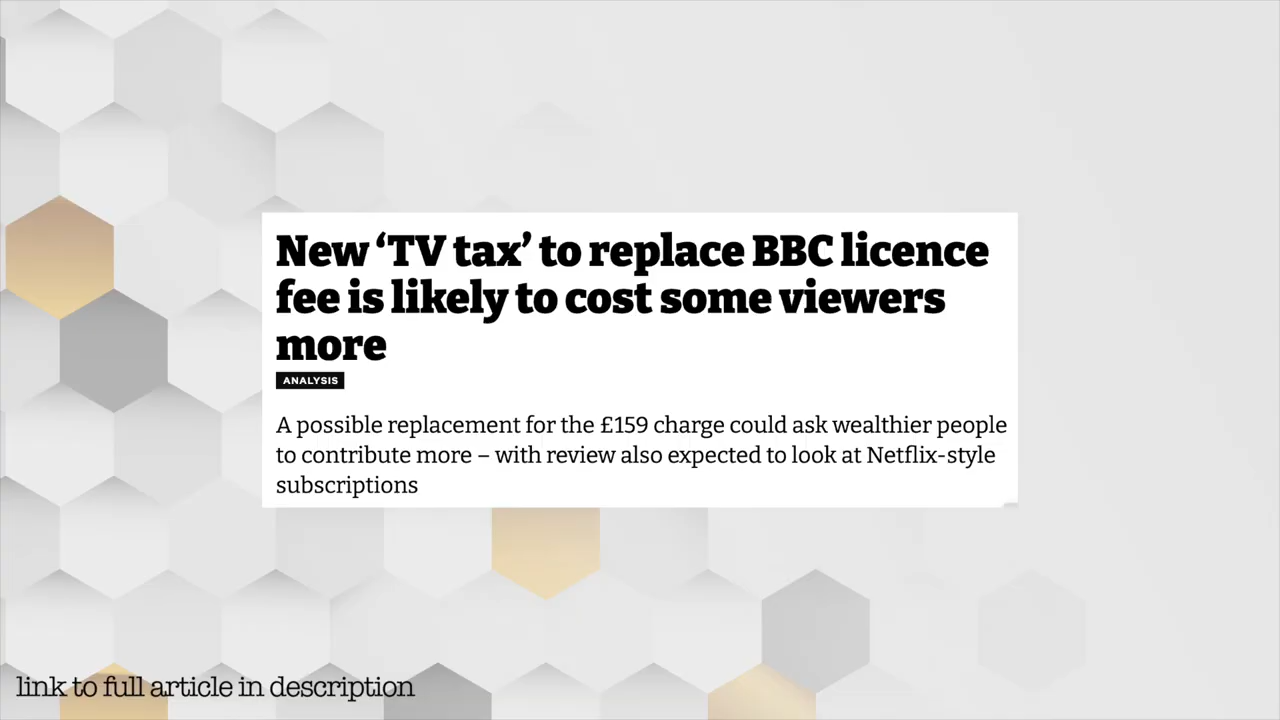 New ‘TV tax’ to replace BBC licence
fee is likely to cost some viewers
more
ANALYSIS
A possible replacement for the £159 charge could ask wealthier people
to contribute more – with review also expected to look at Netflix-style
subscriptions
link to full article in description